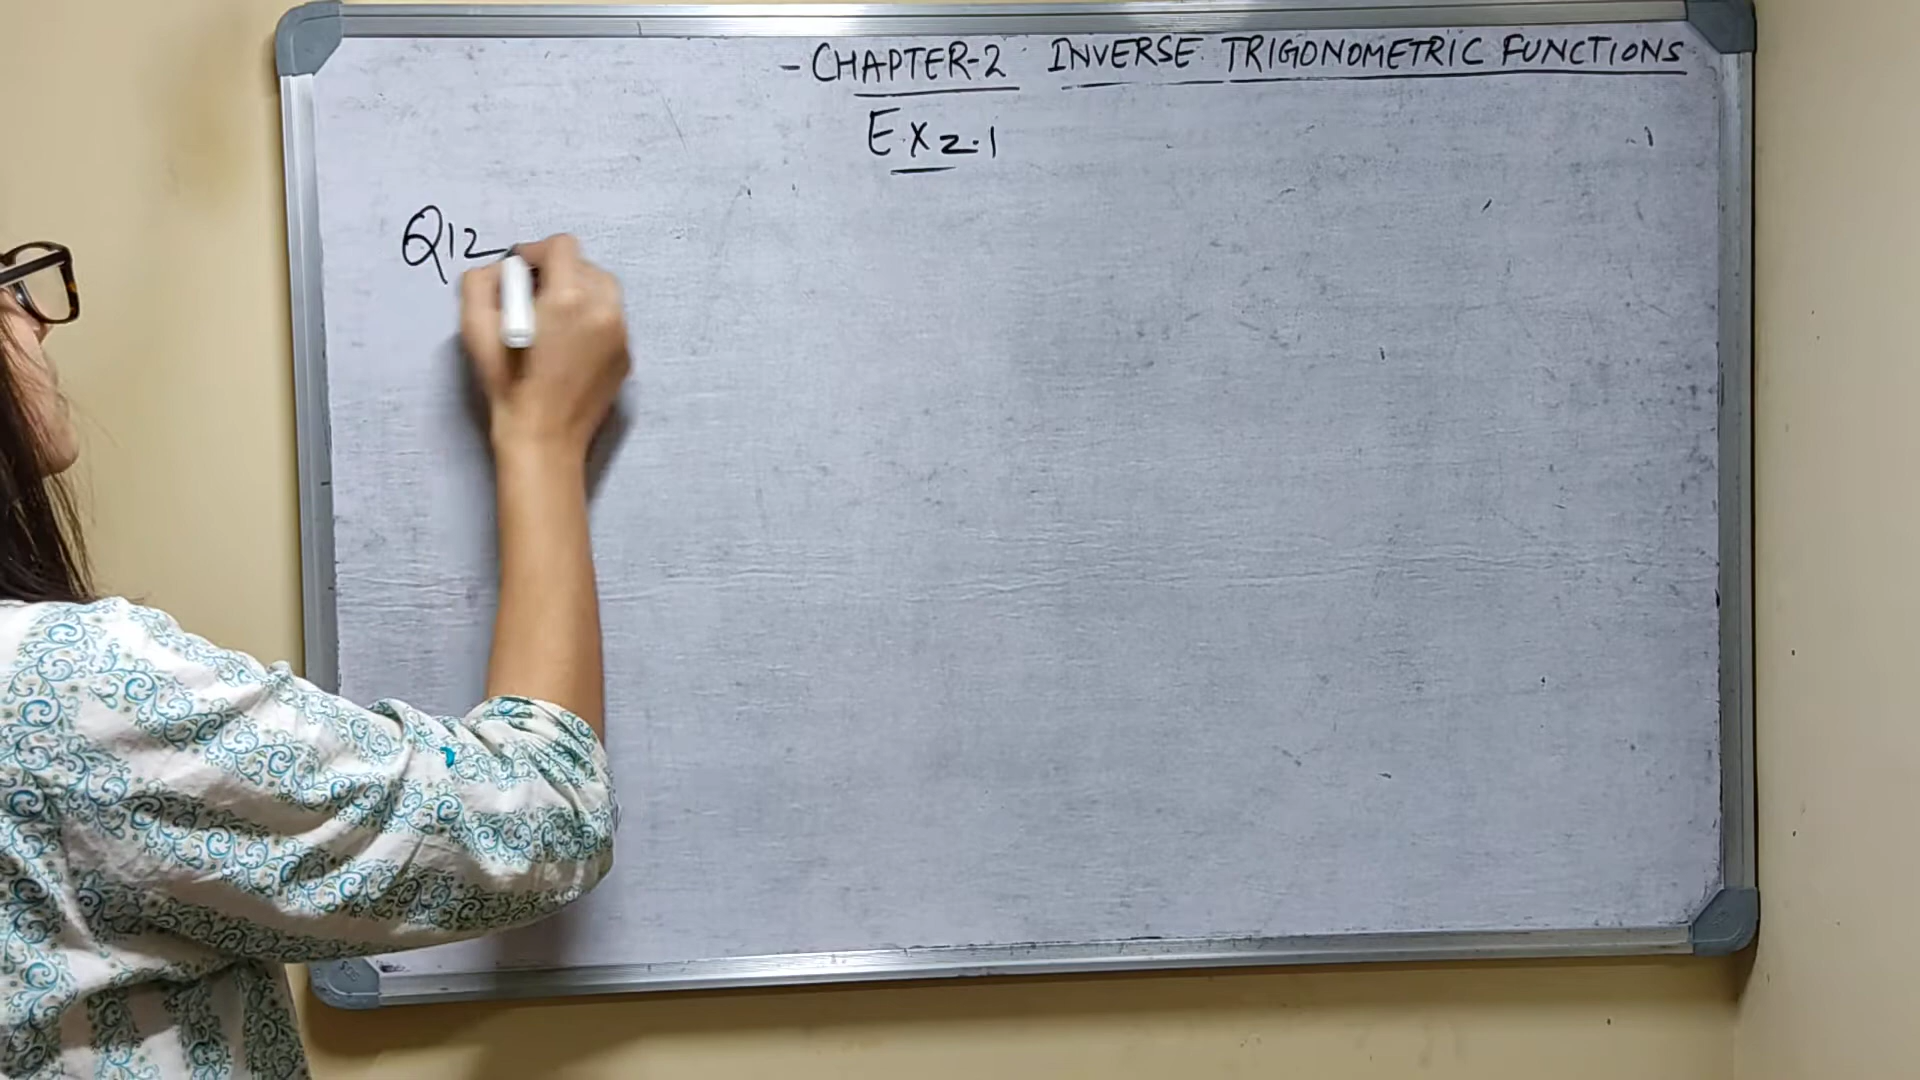 - CHAPTER-2 INVERSE TRIGONOMETRIC FUNCTIONS
Ex 2.1
Q12